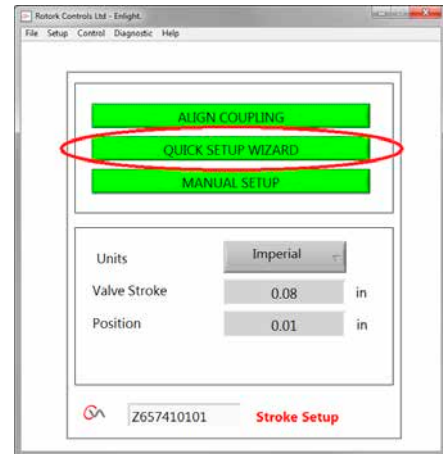 Rotork Controls Ltd - Enlight.
File Setup Control Diagnostic Help
ALIGN COUPLING
QUICK SETUP WIZARD
MANUAL SETUP
Units Imperial
Valve Stroke 0.08 in
Position 0.01 in
Z657410101 Stroke Setup